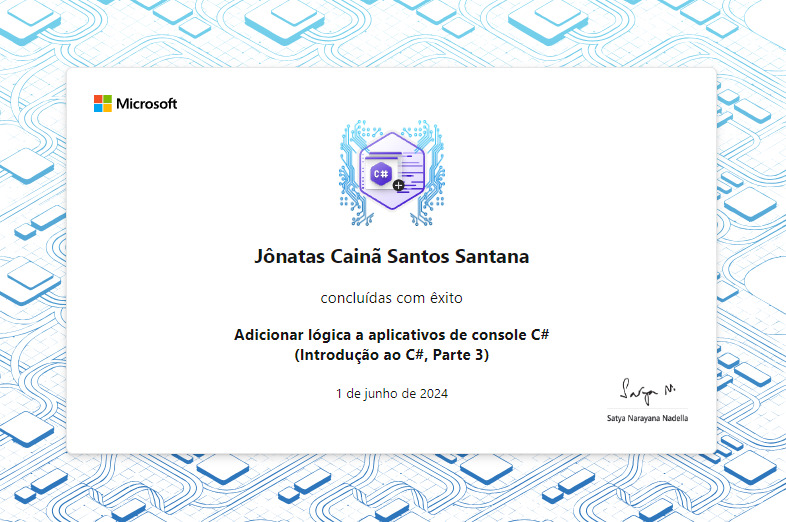 Microsoft
C#
Jônatas Cainã Santos Santana
concluídas com êxito
Adicionar lógica a aplicativos de console C#
(Introdução ao C#, Parte 3)
1 de junho de 2024
Satya N.
Satya Narayana Nadella